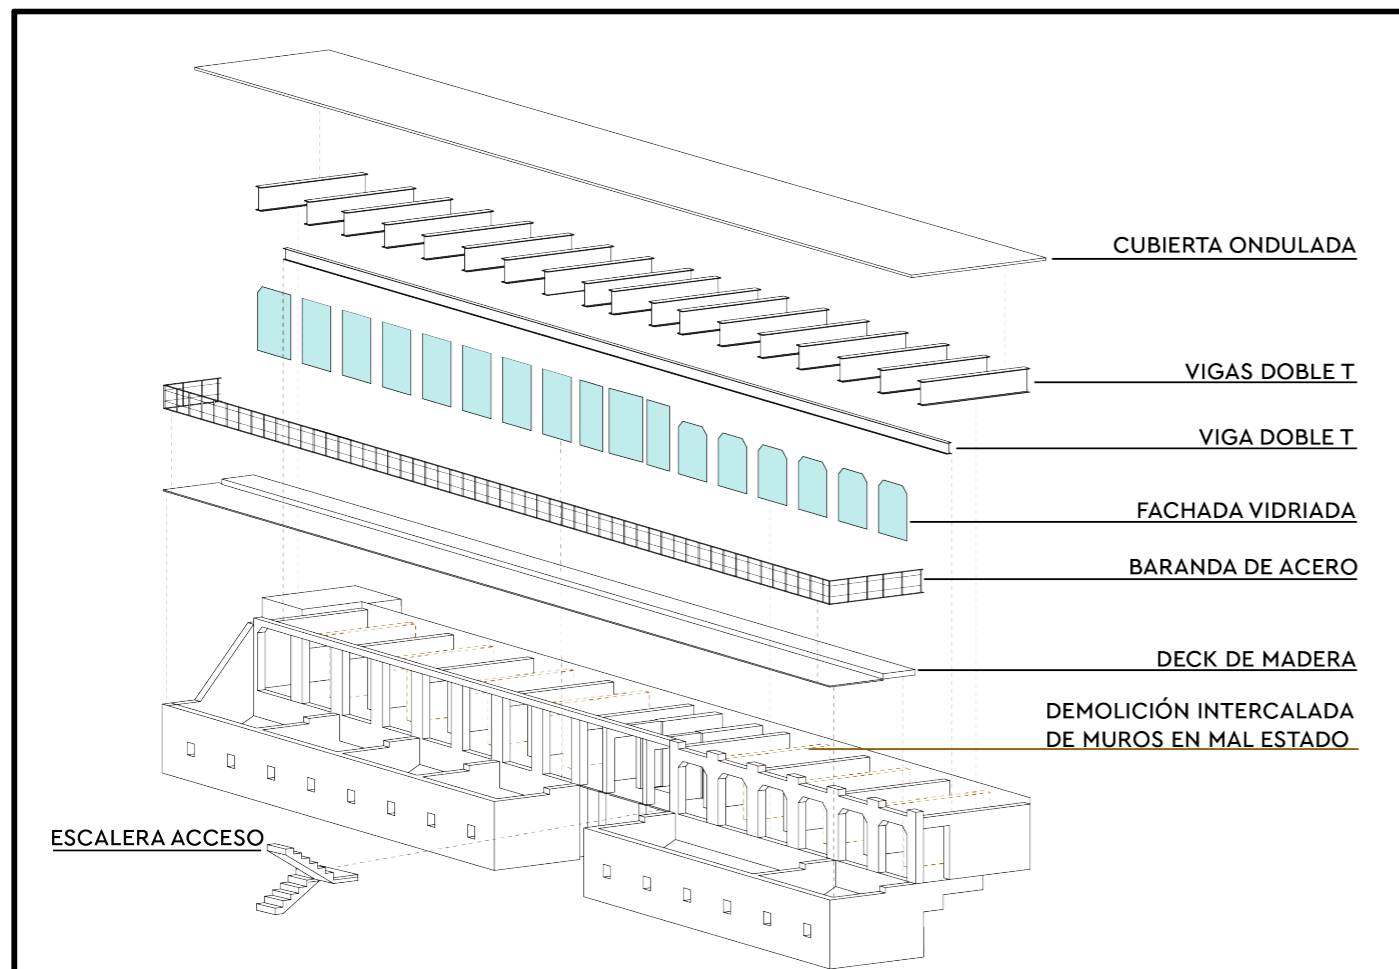 CUBIERTA ONDULADA
VIGAS DOBLE T
VIGA DOBLE T
FACHADA VIDRIADA
BARANDA DE ACERO
DECK DE MADERA
DEMOLICIÓN INTERCALADA
DE MUROS EN MAL ESTADO
ESCALERA ACCESO